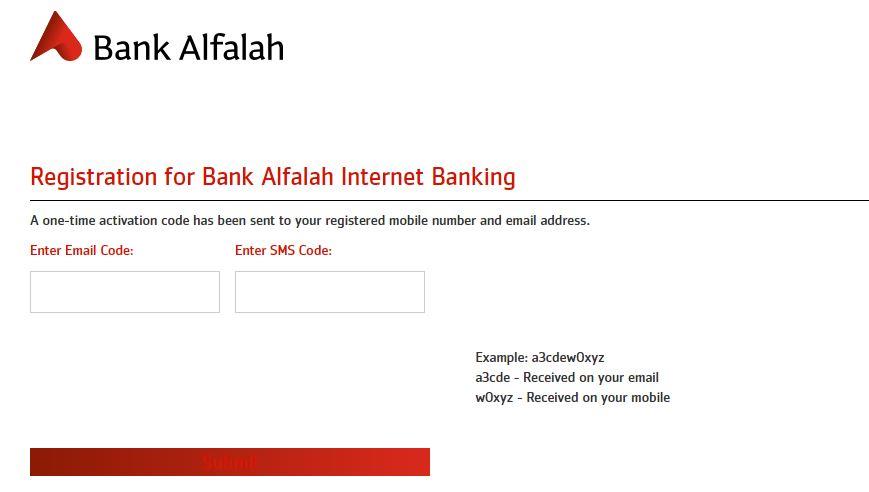 Bank Alfalah
Registration for Bank Alfalah Internet Banking
A one-time activation code has been sent to your registered mobile number and email address.
Enter Email Code:
Enter SMS Code:
Example: a3cdew0xyz
a3cde - Received on your email
w0xyz - Received on your mobile
Submit